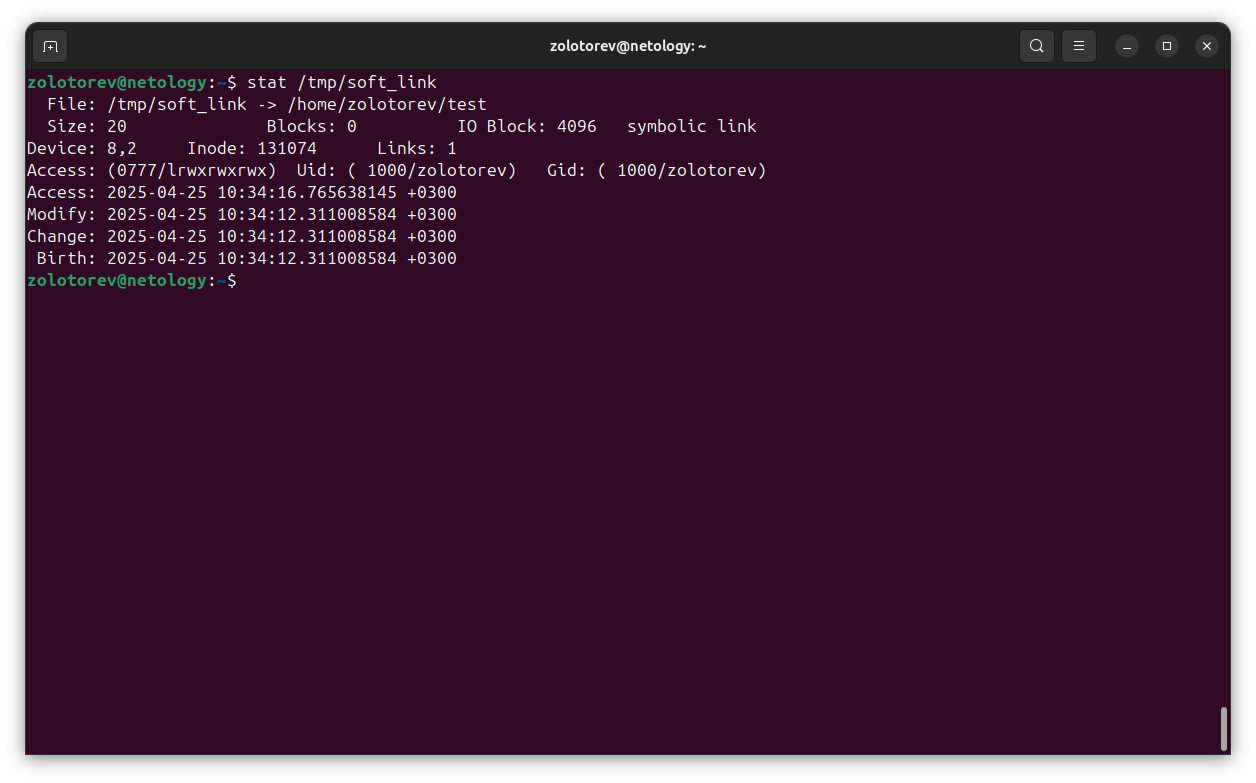 zolotorev@netology: ~
zolotorev@netology:~$ stat /tmp/soft_link
  File: /tmp/soft_link -> /home/zolotorev/test
  Size: 20              Blocks: 0          IO Block: 4096   symbolic link
Device: 8,2     Inode: 131074      Links: 1
Access: (0777/lrwxrwxrwx)  Uid: ( 1000/zolotorev)   Gid: ( 1000/zolotorev)
Access: 2025-04-25 10:34:16.765638145 +0300
Modify: 2025-04-25 10:34:12.311008584 +0300
Change: 2025-04-25 10:34:12.311008584 +0300
 Birth: 2025-04-25 10:34:12.311008584 +0300
zolotorev@netology:~$